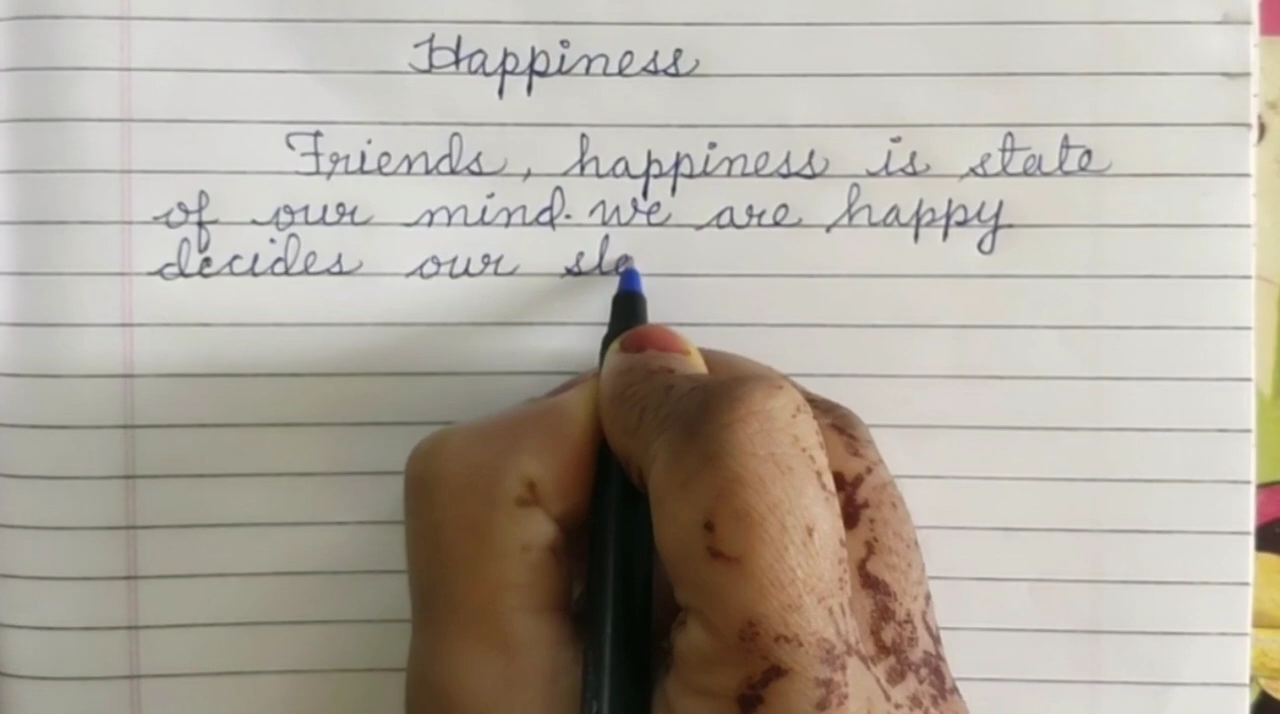 Happiness
Friends, happiness is state
of our mind. we are happy
decides our